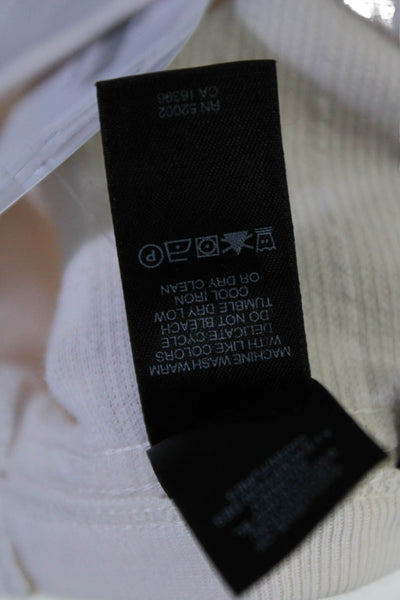 MACHINE WASH WARM
WITH LIKE COLORS
DELICATE CYCLE
DO NOT BLEACH
TUMBLE DRY LOW
COOL IRON
OR DRY CLEAN
P
RN 52002
CA 16396